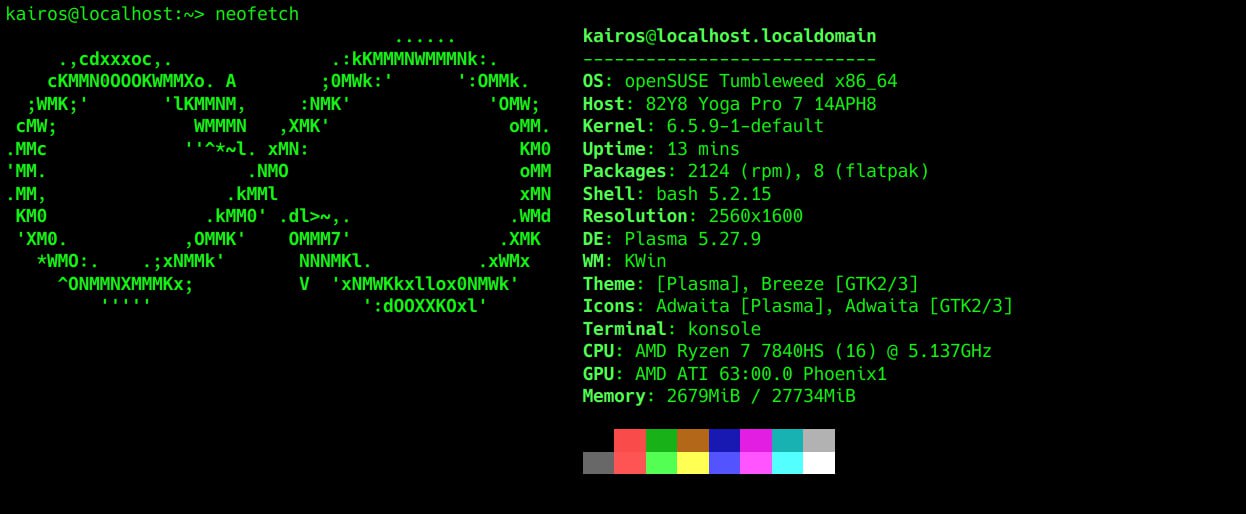 kairos@localhost:~> neofetch
                                     ......
     .,cdxxxoc,.               .:kKMMMNWMMMNk:.
    cKMMN0OOOKWMMXo. A        ;0MWk:'      ':OMMk.
  ;WMK;'       'lKMMNM,     :NMK'             'OMW;
 cMW;             WMMMN   ,XMK'                 oMM.
.MMc             ''^*~l. xMN:                    KM0
'MM.                   .NMO                      oMM
.MM,                 .kMMl                       xMN
 KM0               .kMM0' .dl>~,.               .WMd
 'XM0.           ,OMMK'    OMMM7'              .XMK
   *WMO:.    .;xNMMk'       NNNMKl.          .xWMx
     ^ONMMNXMMMKx;          V  'xNMWKkxllox0NMWk'
         '''''                    ':dOOXXKOxl'
kairos@localhost.localdomain
----------------------------
OS: openSUSE Tumbleweed x86_64
Host: 82Y8 Yoga Pro 7 14APH8
Kernel: 6.5.9-1-default
Uptime: 13 mins
Packages: 2124 (rpm), 8 (flatpak)
Shell: bash 5.2.15
Resolution: 2560x1600
DE: Plasma 5.27.9
WM: KWin
Theme: [Plasma], Breeze [GTK2/3]
Icons: Adwaita [Plasma], Adwaita [GTK2/3]
Terminal: konsole
CPU: AMD Ryzen 7 7840HS (16) @ 5.137GHz
GPU: AMD ATI 63:00.0 Phoenix1
Memory: 2679MiB / 27734MiB